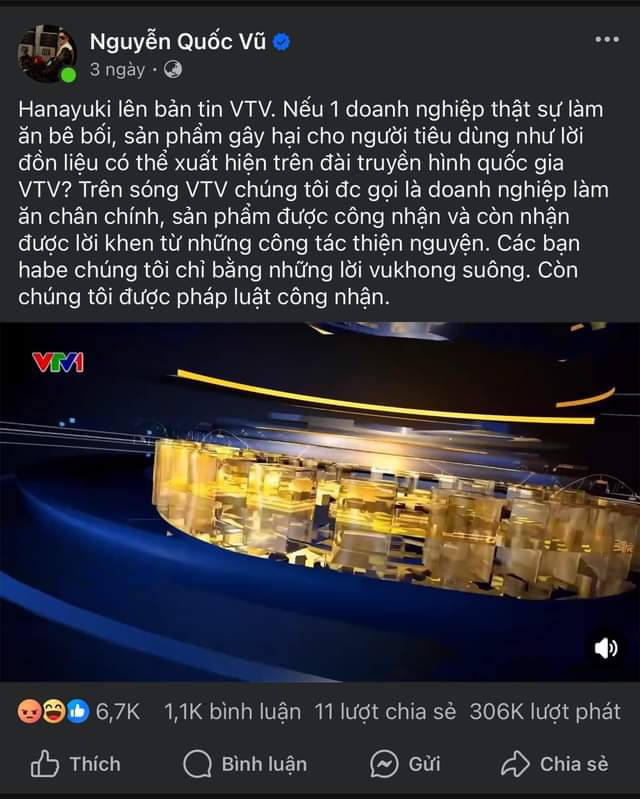 Nguyễn Quốc Vũ
3 ngày ·
Hanayuki lên bản tin VTV. Nếu 1 doanh nghiệp thật sự làm
ăn bê bối, sản phẩm gây hại cho người tiêu dùng như lời
đồn liệu có thể xuất hiện trên đài truyền hình quốc gia
VTV? Trên sóng VTV chúng tôi đc gọi là doanh nghiệp làm
ăn chân chính, sản phẩm được công nhận và còn nhận
được lời khen từ những công tác thiện nguyện. Các bạn
habe chúng tôi chỉ bằng những lời vukhong suông. Còn
chúng tôi được pháp luật công nhận.
VTV1
6,7K 1,1K bình luận 11 lượt chia sẻ 306K lượt phát
Thích Bình luận Gửi Chia sẻ